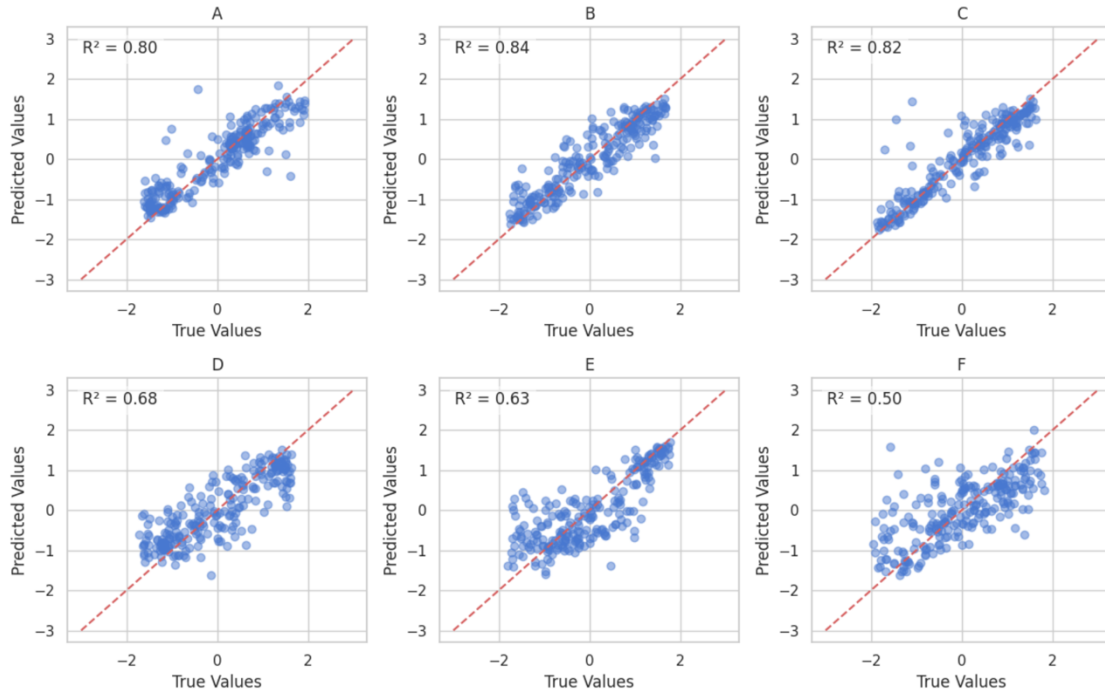 A
R² = 0.80
3
2
1
0
−1
−2
−3
Predicted Values
−2
0
2
True Values
B
R² = 0.84
3
2
1
0
−1
−2
−3
Predicted Values
−2
0
2
True Values
C
R² = 0.82
3
2
1
0
−1
−2
−3
Predicted Values
−2
0
2
True Values
D
R² = 0.68
3
2
1
0
−1
−2
−3
Predicted Values
−2
0
2
True Values
E
R² = 0.63
3
2
1
0
−1
−2
−3
Predicted Values
−2
0
2
True Values
F
R² = 0.50
3
2
1
0
−1
−2
−3
Predicted Values
−2
0
2
True Values